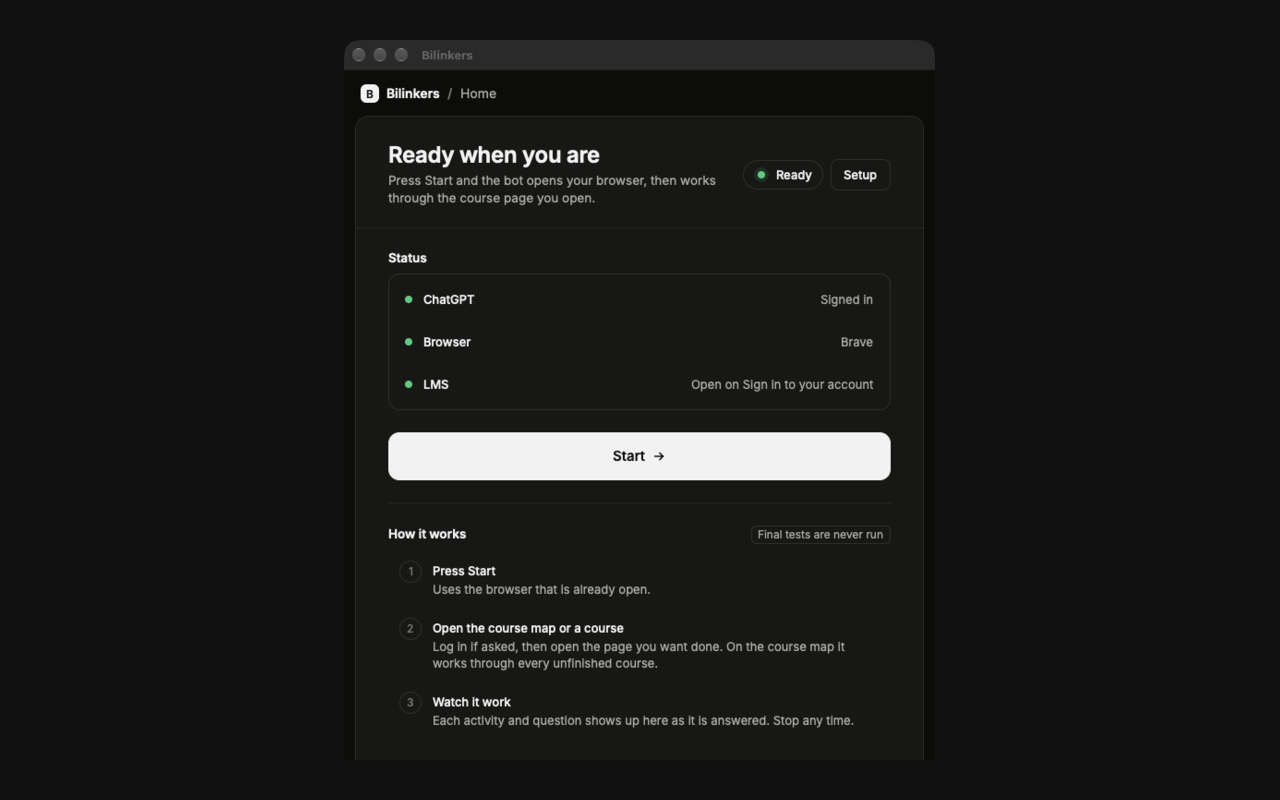 Bilinkers
B Bilinkers / Home
Ready when you are
Press Start and the bot opens your browser, then works
through the course page you open.
Ready
Setup
Status
ChatGPT Signed in
Browser Brave
LMS Open on Sign in to your account
Start →
How it works
Final tests are never run
1 Press Start
Uses the browser that is already open.
2 Open the course map or a course
Log in if asked, then open the page you want done. On the course map it
works through every unfinished course.
3 Watch it work
Each activity and question shows up here as it is answered. Stop any time.